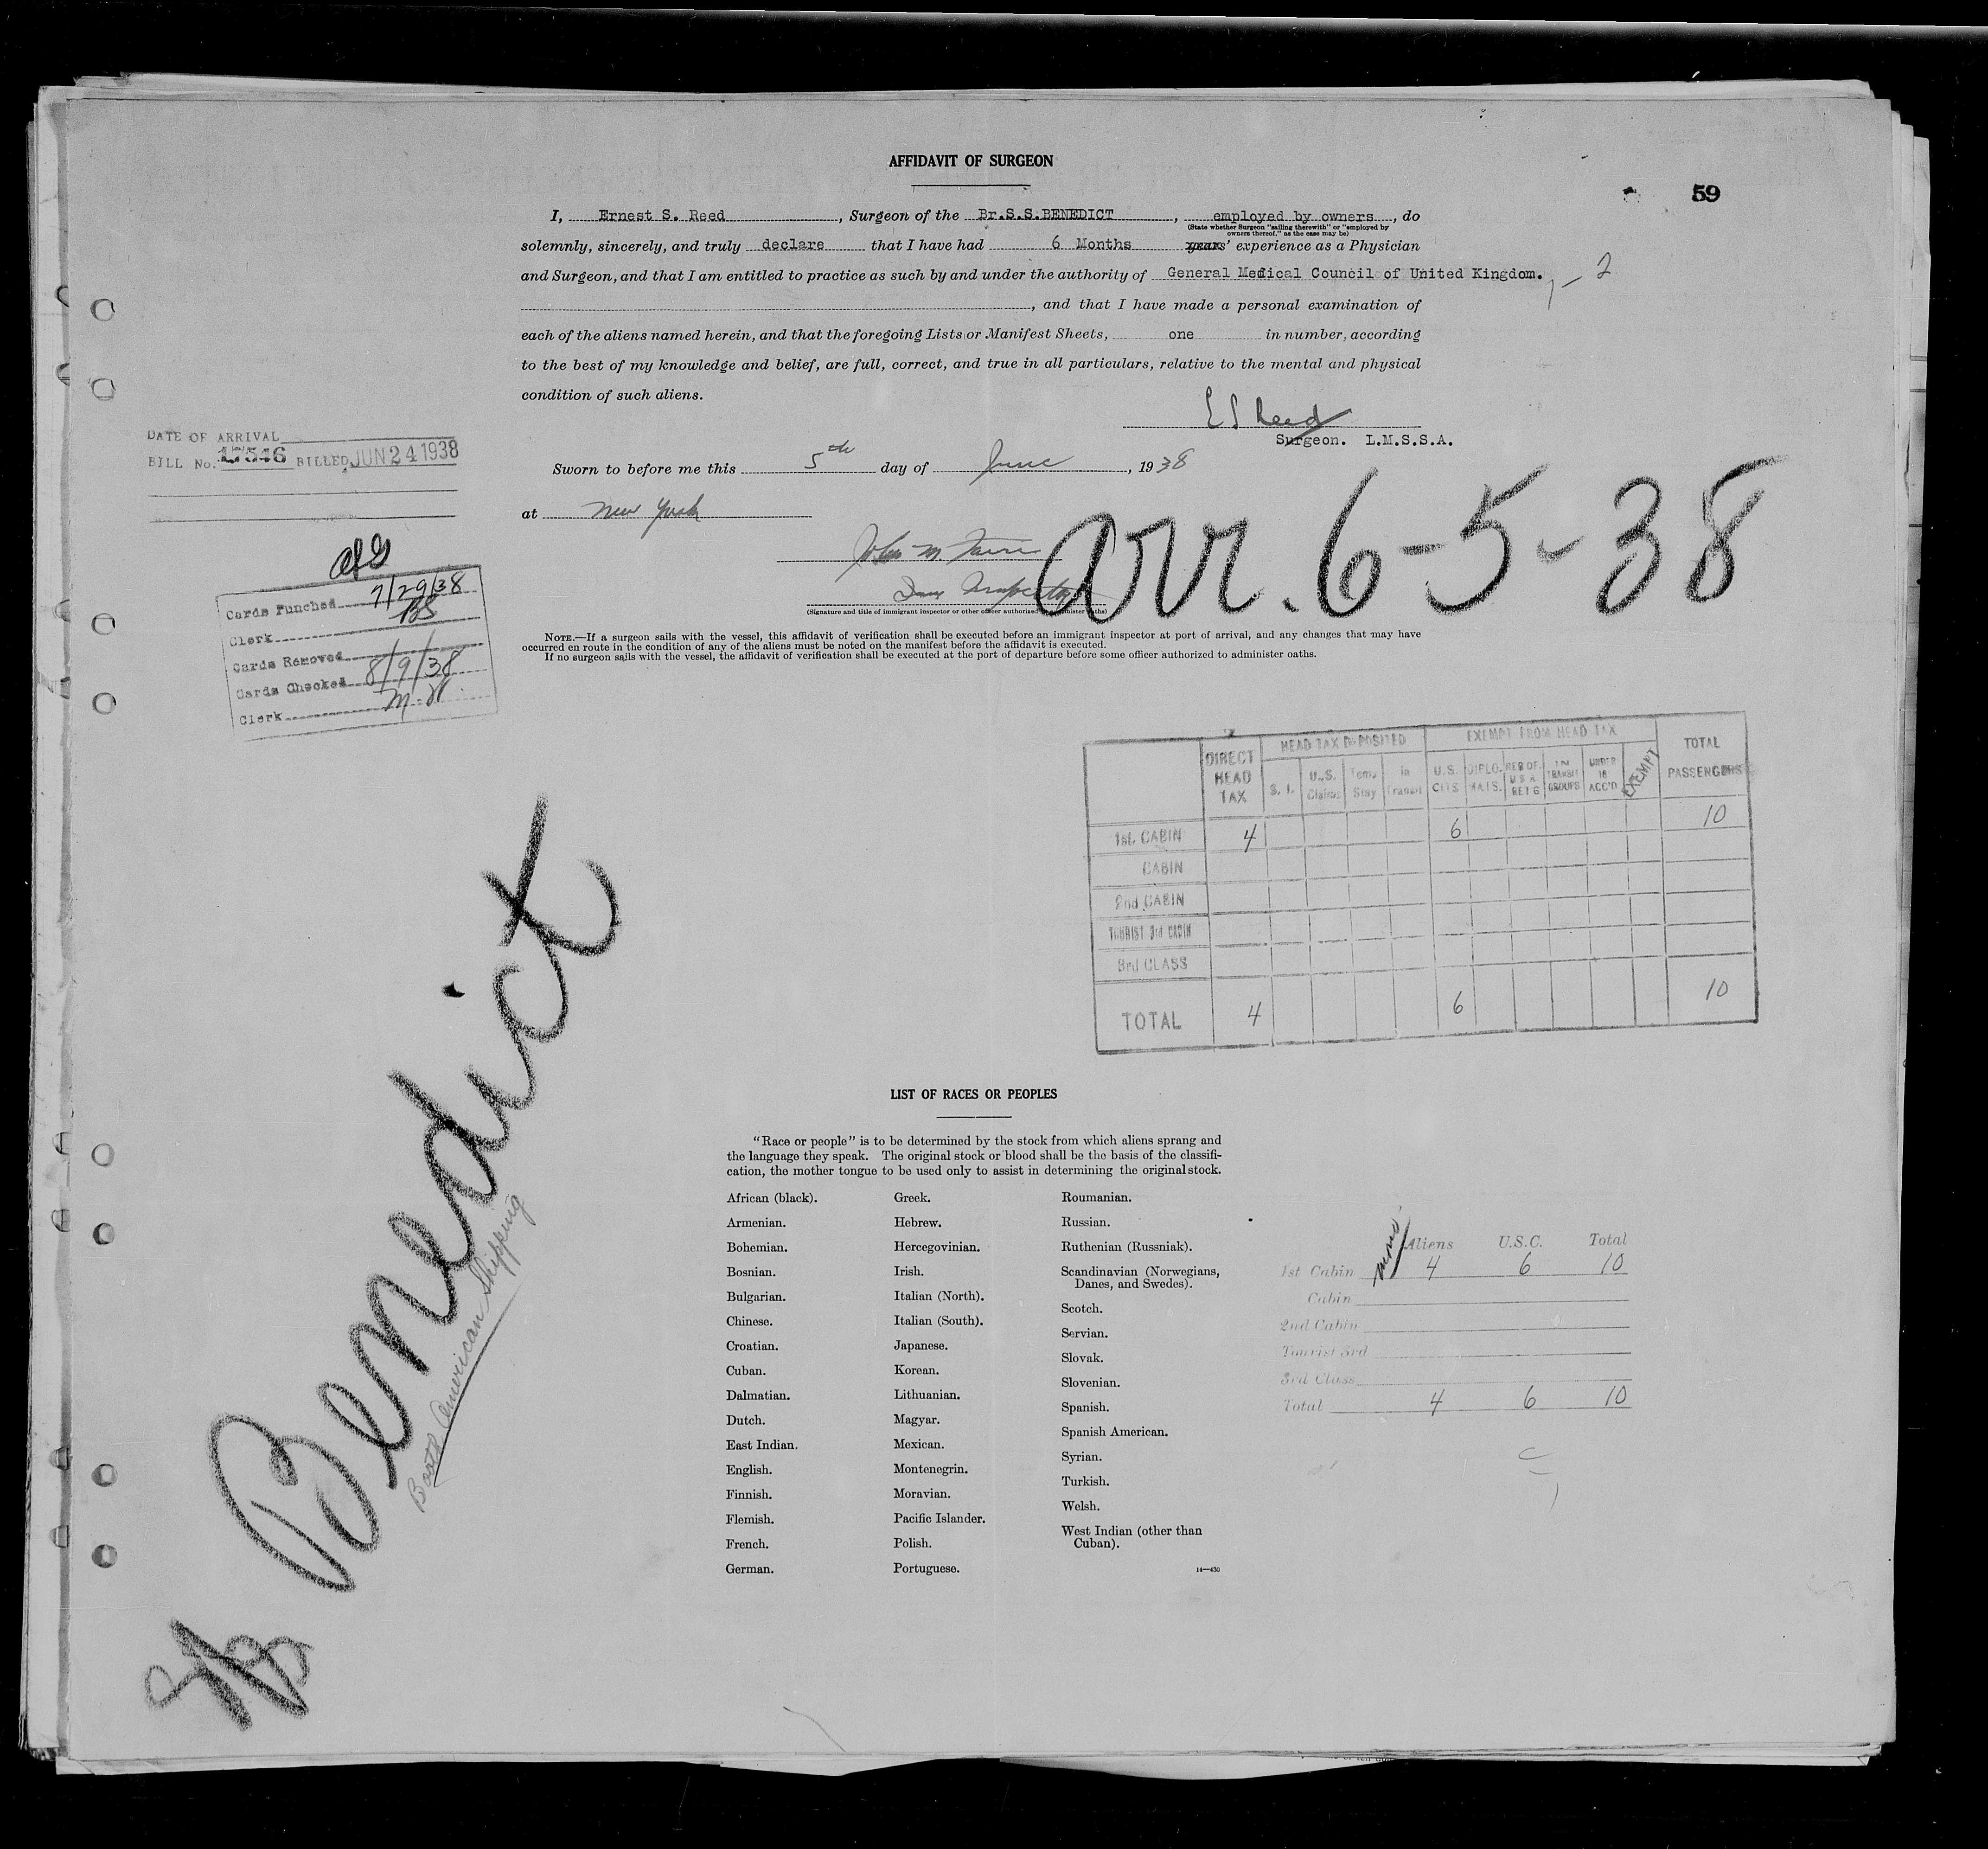 AFFIDAVIT OF SURGEON
59
I, Ernest S. Reed, Surgeon of the Br.S.S.BENEDICT, employed by owners, do
(State whether Surgeon "sailing therewith" or "employed by
owners thereof," as the case may be)
solemnly, sincerely, and truly declare that I have had 6 Months years' experience as a Physician
and Surgeon, and that I am entitled to practice as such by and under the authority of General Medical Council of United Kingdom.
1-2
, and that I have made a personal examination of
each of the aliens named herein, and that the foregoing Lists or Manifest Sheets, one in number, according
to the best of my knowledge and belief, are full, correct, and true in all particulars, relative to the mental and physical
condition of such aliens.
E S Reed
Surgeon. L.M.S.S.A.
DATE OF ARRIVAL
BILL No. 17546 BILLED JUN 24 1938
Sworn to before me this 5th day of June, 1938
at New York
John M.
Imm Inspector
(Signature and title of immigrant inspector or other officer authorized to administer oaths)
arr. 6-5-38
Cards Punched 7/29/38
Clerk BS
Cards Removed
Cards Checked 8/9/38
Clerk
NOTE.—If a surgeon sails with the vessel, this affidavit of verification shall be executed before an immigrant inspector at port of arrival, and any changes that may have
occurred en route in the condition of any of the aliens must be noted on the manifest before the affidavit is executed.
If no surgeon sails with the vessel, the affidavit of verification shall be executed at the port of departure before some officer authorized to administer oaths.
HEAD TAX DEPOSITED EXEMPT FROM HEAD TAX
DIRECT HEAD TAX S. I. U.S. Claims Temp Stay in Transit U.S. CITS DIPLOMATS. RES OF U.S.A. RET'G IN TRANSIT GROUPS UNDER 16 ACC'D EXEMPT TOTAL PASSENGERS
1st. CABIN 4 6 10
CABIN
2nd CABIN
TOURIST 3rd CABIN
3rd CLASS
TOTAL 4 6 10
Benedict
Booth American Shipping
LIST OF RACES OR PEOPLES
"Race or people" is to be determined by the stock from which aliens sprang and
the language they speak. The original stock or blood shall be the basis of the classifi-
cation, the mother tongue to be used only to assist in determining the original stock.
African (black).
Armenian.
Bohemian.
Bosnian.
Bulgarian.
Chinese.
Croatian.
Cuban.
Dalmatian.
Dutch.
East Indian.
English.
Finnish.
Flemish.
French.
German.
Greek.
Hebrew.
Hercegovinian.
Irish.
Italian (North).
Italian (South).
Japanese.
Korean.
Lithuanian.
Magyar.
Mexican.
Montenegrin.
Moravian.
Pacific Islander.
Polish.
Portuguese.
Roumanian.
Russian.
Ruthenian (Russniak).
Scandinavian (Norwegians,
Danes, and Swedes).
Scotch.
Servian.
Slovak.
Slovenian.
Spanish.
Spanish American.
Syrian.
Turkish.
Welsh.
West Indian (other than
Cuban).
14—430
Aliens U.S.C. Total
1st Cabin 4 6 10
Cabin
2nd Cabin
Tourist 3rd
3rd Class
Total 4 6 10